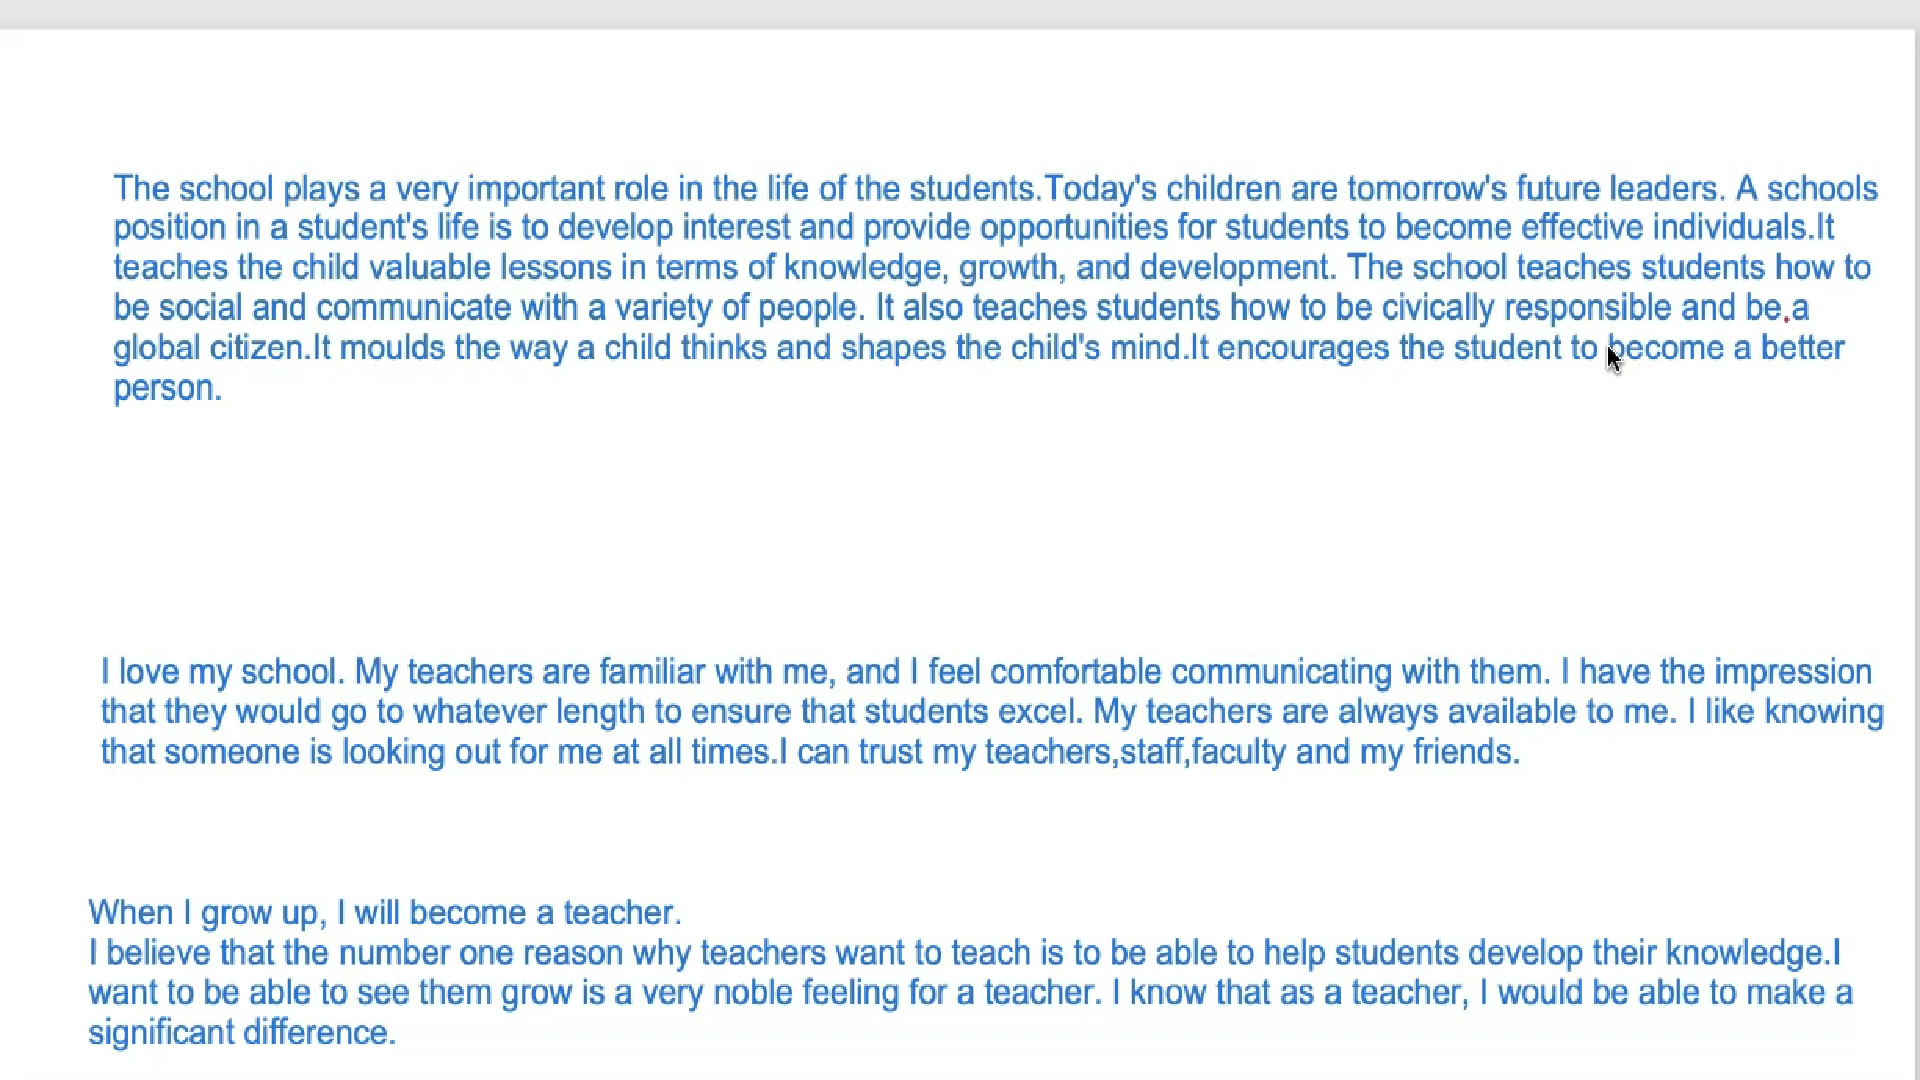 The school plays a very important role in the life of the students.Today's children are tomorrow's future leaders. A schools
position in a student's life is to develop interest and provide opportunities for students to become effective individuals.It
teaches the child valuable lessons in terms of knowledge, growth, and development. The school teaches students how to
be social and communicate with a variety of people. It also teaches students how to be civically responsible and be a
global citizen.It moulds the way a child thinks and shapes the child's mind.It encourages the student to become a better
person.
I love my school. My teachers are familiar with me, and I feel comfortable communicating with them. I have the impression
that they would go to whatever length to ensure that students excel. My teachers are always available to me. I like knowing
that someone is looking out for me at all times.I can trust my teachers,staff,faculty and my friends.
When I grow up, I will become a teacher.
I believe that the number one reason why teachers want to teach is to be able to help students develop their knowledge.I
want to be able to see them grow is a very noble feeling for a teacher. I know that as a teacher, I would be able to make a
significant difference.